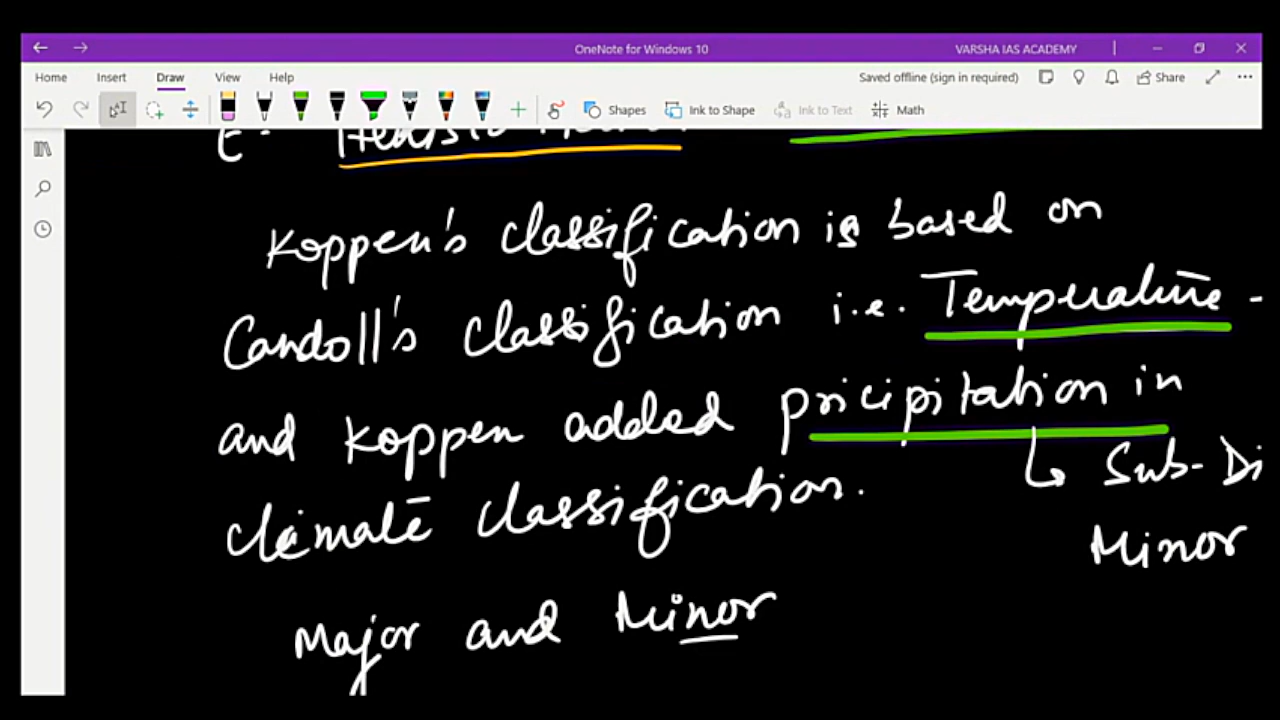 OneNote for Windows 10
VARSHA IAS ACADEMY
Home Insert Draw View Help
Saved offline (sign in required)
Share
Shapes
Ink to Shape
Ink to Text
Math
E-
Koppen's classification is based on
Candoll's classification i.e. Temperature -
and Koppen added pricipitation in
climate classification.
Sub-Di
Minor
Major and Minor